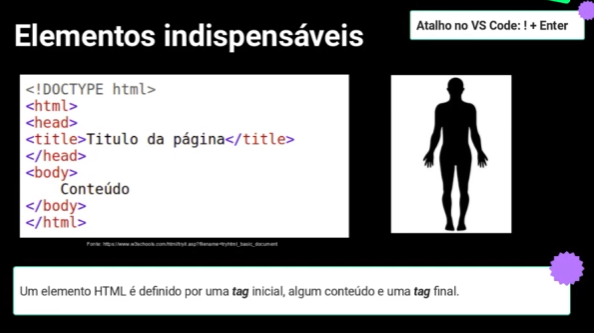 Atalho no VS Code: ! + Enter
Elementos indispensáveis
<!DOCTYPE html>
<html>
<head>
<title>Titulo da página</title>
</head>
<body>
    Conteúdo
</body>
</html>
Fonte: https://www.w3schools.com/html/tryit.asp?filename=tryhtml_basic_document
Um elemento HTML é definido por uma tag inicial, algum conteúdo e uma tag final.